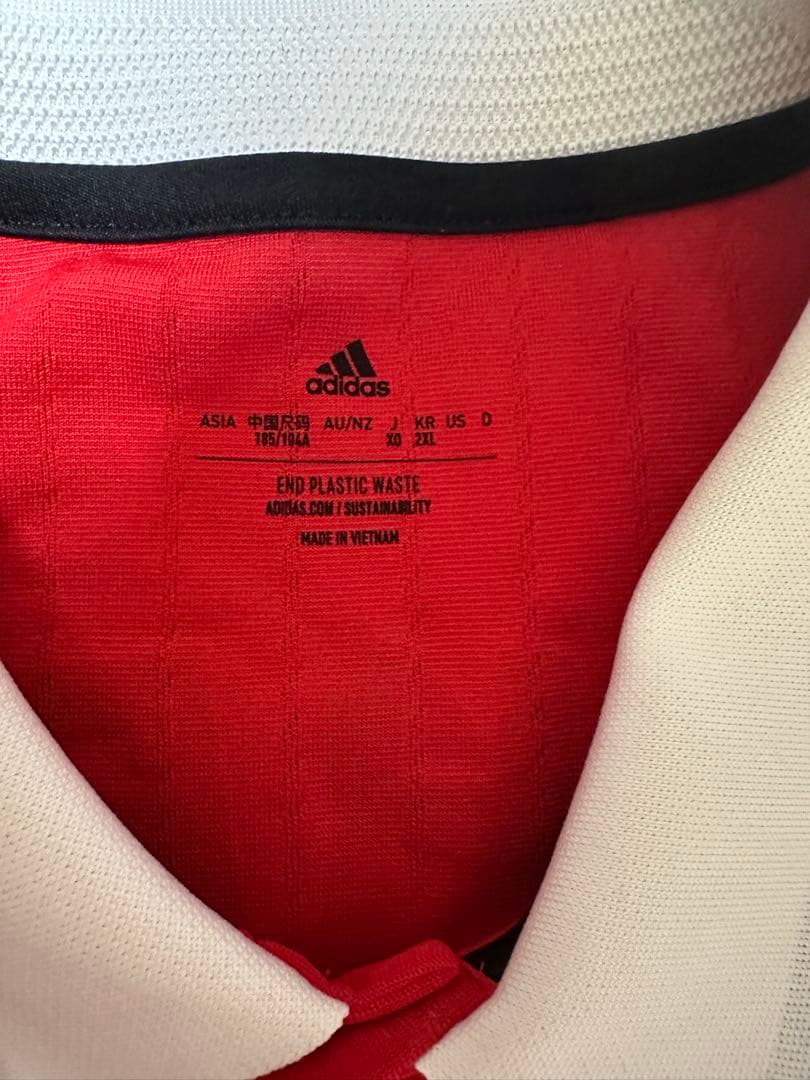 adidas
ASIA 中国尺码 AU/NZ J KR US D
185/104A XO 2XL
END PLASTIC WASTE
ADIDAS.COM / SUSTAINABILITY
MADE IN VIETNAM